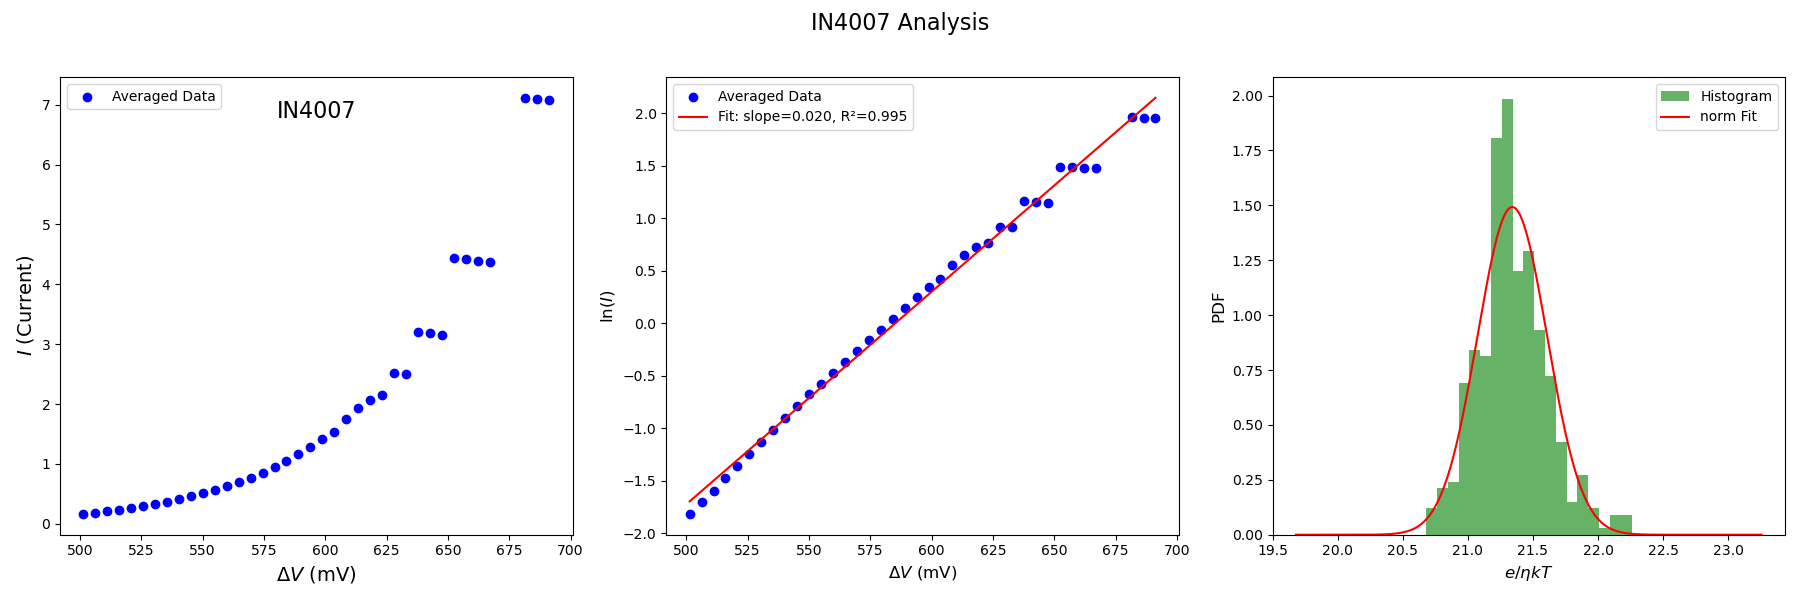 IN4007 Analysis
Averaged Data
IN4007
7
6
5
4
3
2
1
0
I (Current)
500 525 550 575 600 625 650 675 700
ΔV (mV)
Averaged Data
Fit: slope=0.020, R²=0.995
2.0
1.5
1.0
0.5
0.0
−0.5
−1.0
−1.5
−2.0
ln(I)
500 525 550 575 600 625 650 675 700
ΔV (mV)
Histogram
norm Fit
2.00
1.75
1.50
1.25
1.00
0.75
0.50
0.25
0.00
PDF
19.5 20.0 20.5 21.0 21.5 22.0 22.5 23.0
e/ηkT